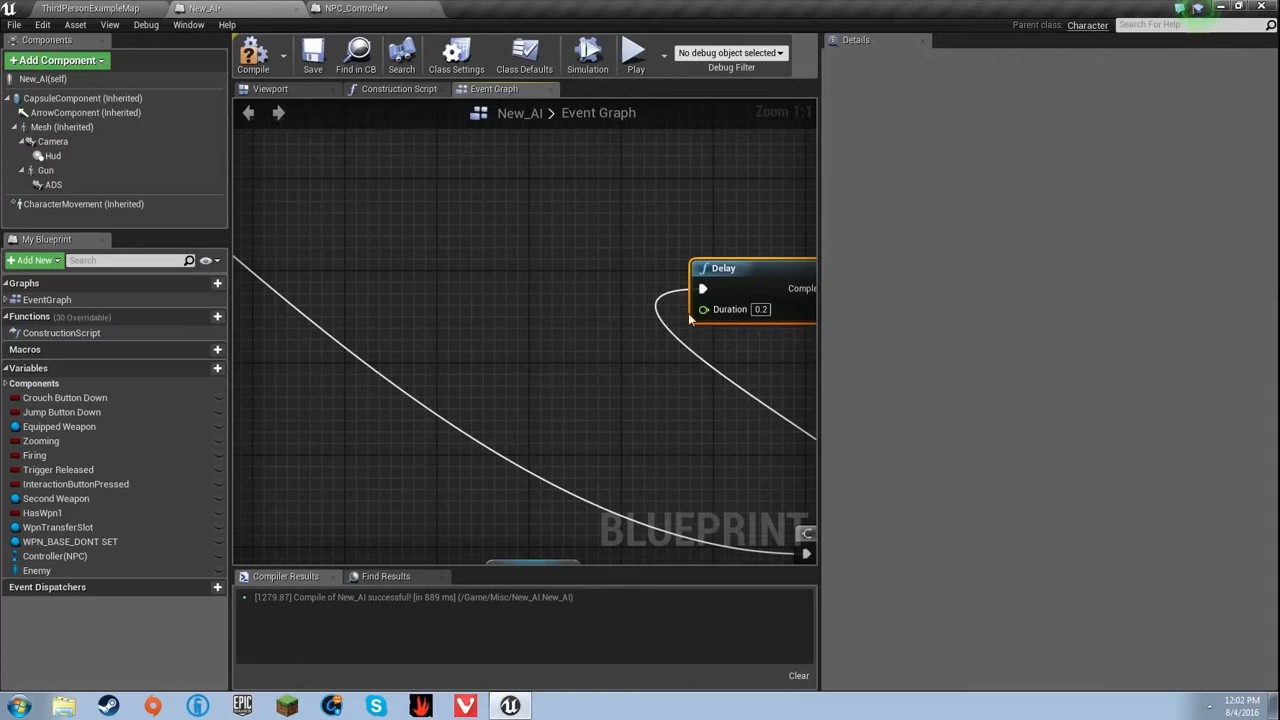 ThirdPersonExampleMap
New_AI*
NPC_Controller*
File Edit Asset View Debug Window Help
Parent class: Character
Search For Help
Components
+Add Component
New_AI(self)
CapsuleComponent (Inherited)
ArrowComponent (Inherited)
Mesh (Inherited)
Camera
Hud
Gun
ADS
CharacterMovement (Inherited)
Compile
Save
Find in CB
Search
Class Settings
Class Defaults
Simulation
Play
No debug object selected
Debug Filter
Details
Viewport
Construction Script
Event Graph
New_AI > Event Graph
Zoom 1:1
Delay
Comple
Duration 0.2
BLUEPRINT
My Blueprint
+Add New
Search
Graphs
EventGraph
Functions (30 Overridable)
ConstructionScript
Macros
Variables
Components
Crouch Button Down
Jump Button Down
Equipped Weapon
Zooming
Firing
Trigger Released
InteractionButtonPressed
Second Weapon
HasWpn1
WpnTransferSlot
WPN_BASE_DONT SET
Controller(NPC)
Enemy
Event Dispatchers
Compiler Results
Find Results
[1279.87] Compile of New_AI successful! [in 889 ms] (/Game/Misc/New_AI.New_AI)
Clear
EPIC
12:02 PM
8/4/2016